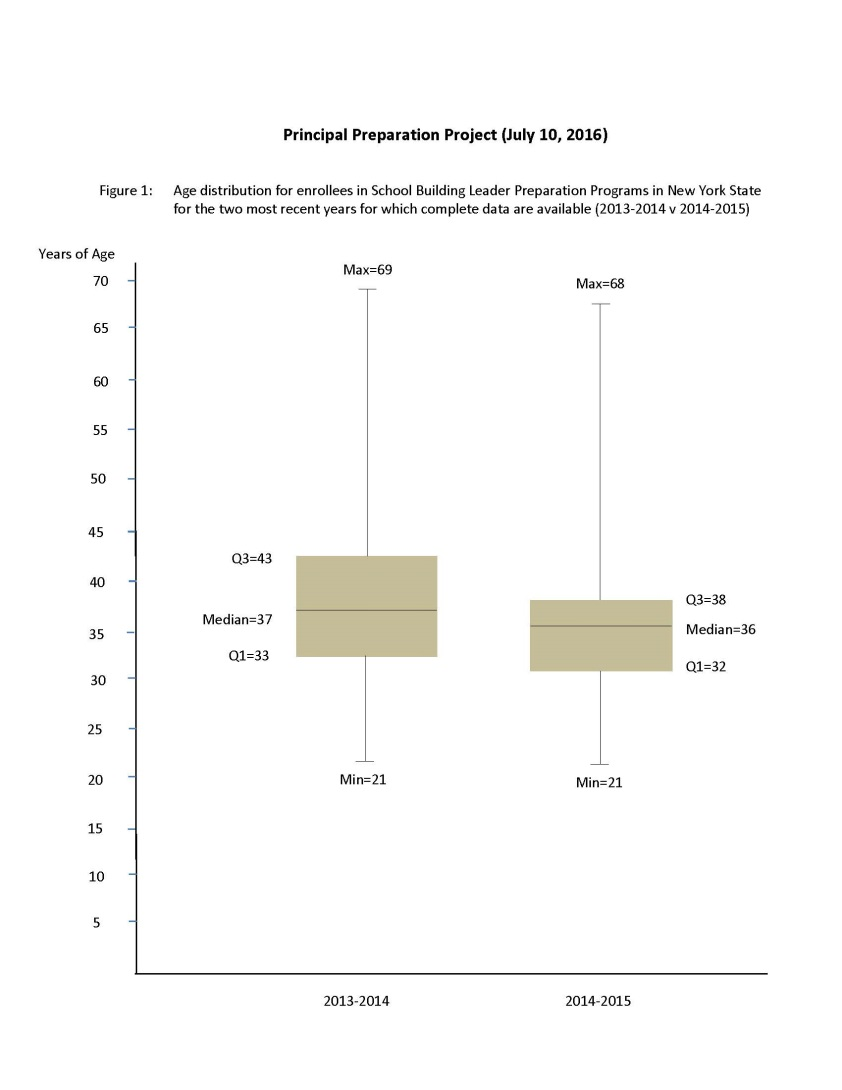 Principal Preparation Project (July 10, 2016)
Figure 1: Age distribution for enrollees in School Building Leader Preparation Programs in New York State
for the two most recent years for which complete data are available (2013-2014 v 2014-2015)
Years of Age
Max=69
70
Max=68
65
60
55
50
45
Q3=43
40
Q3=38
Median=37
Median=36
35
Q1=33
Q1=32
30
25
20
Min=21
Min=21
15
10
5
2013-2014
2014-2015